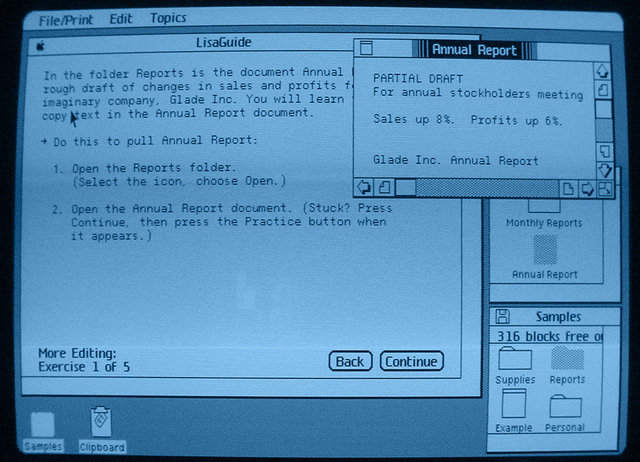 File/Print Edit Topics
LisaGuide
In the folder Reports is the document Annual
rough draft of changes in sales and profits
imaginary company, Glade Inc. You will learn
copy text in the Annual Report document.
→ Do this to pull Annual Report:
1. Open the Reports folder.
(Select the icon, choose Open.)
2. Open the Annual Report document. (Stuck? Press
Continue, then press the Practice button when
it appears.)
More Editing:
Exercise 1 of 5
Back Continue
Annual Report
PARTIAL DRAFT
For annual stockholders meeting
Sales up 8%. Profits up 6%.
Glade Inc. Annual Report
Monthly Reports
Annual Report
Samples
316 blocks free
Supplies Reports
Example Personal
Samples Clipboard